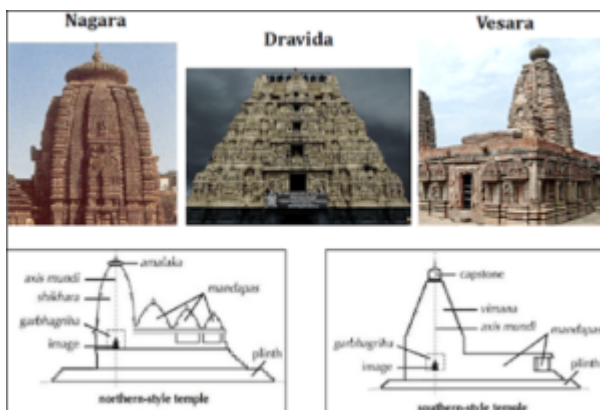 Nagara
Dravida
Vesara
amalaka
axis mundi
shikhara
mandapas
garbhagriha
image
plinth
northern-style temple
capstone
vimana
axis mundi
mandapas
garbhagriha
image
plinth
southern-style temple